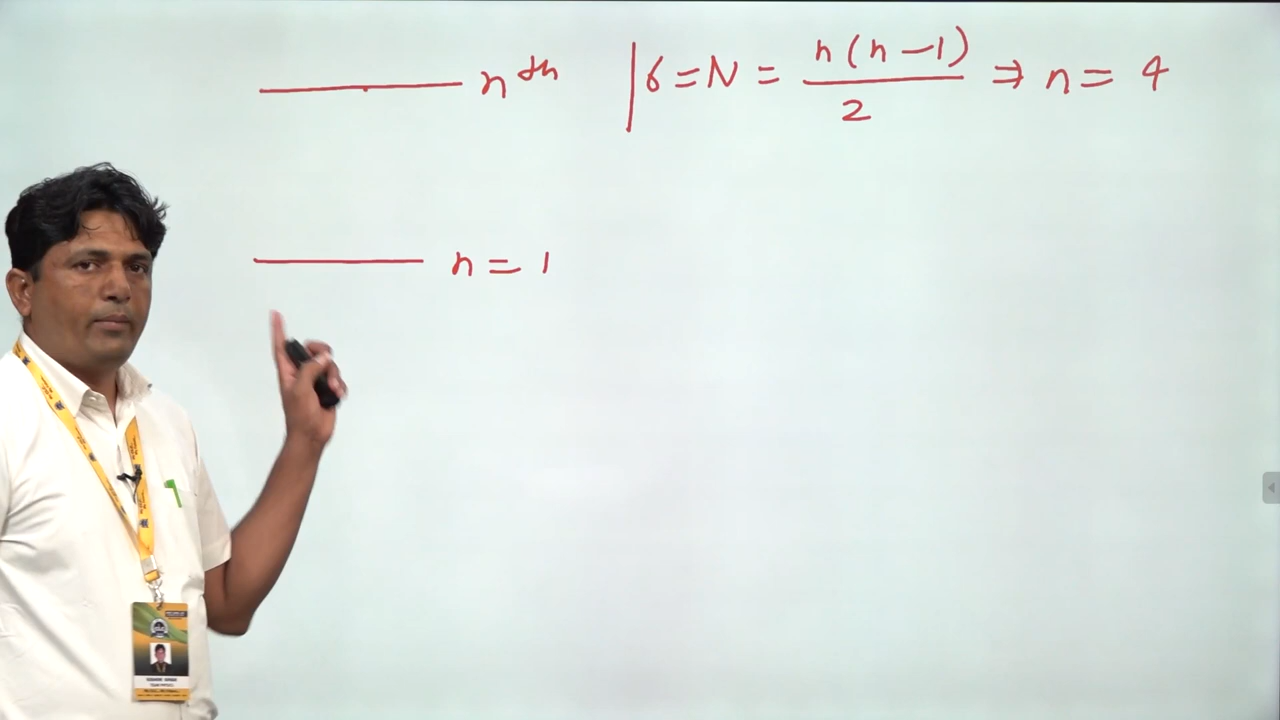 nᵗʰ | 6 = N = n(n-1)/2 ⇒ n = 4
n = 1